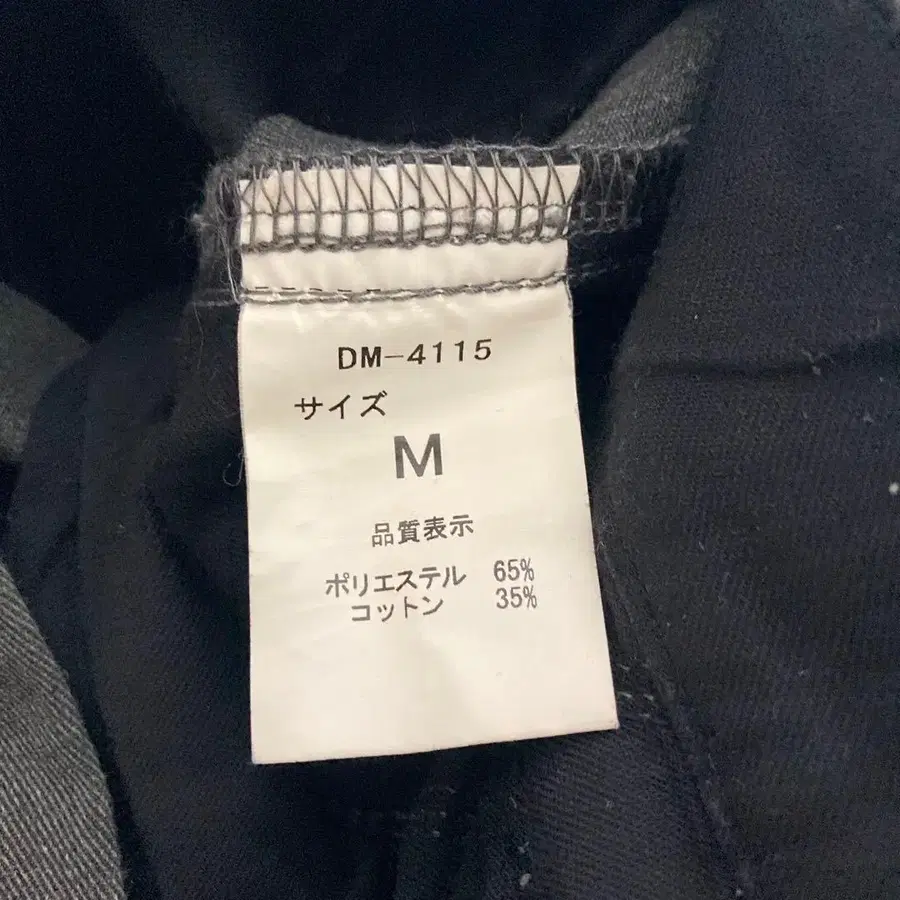 DM-4115
サイズ
M
品質表示
ポリエステル 65%
コットン 35%